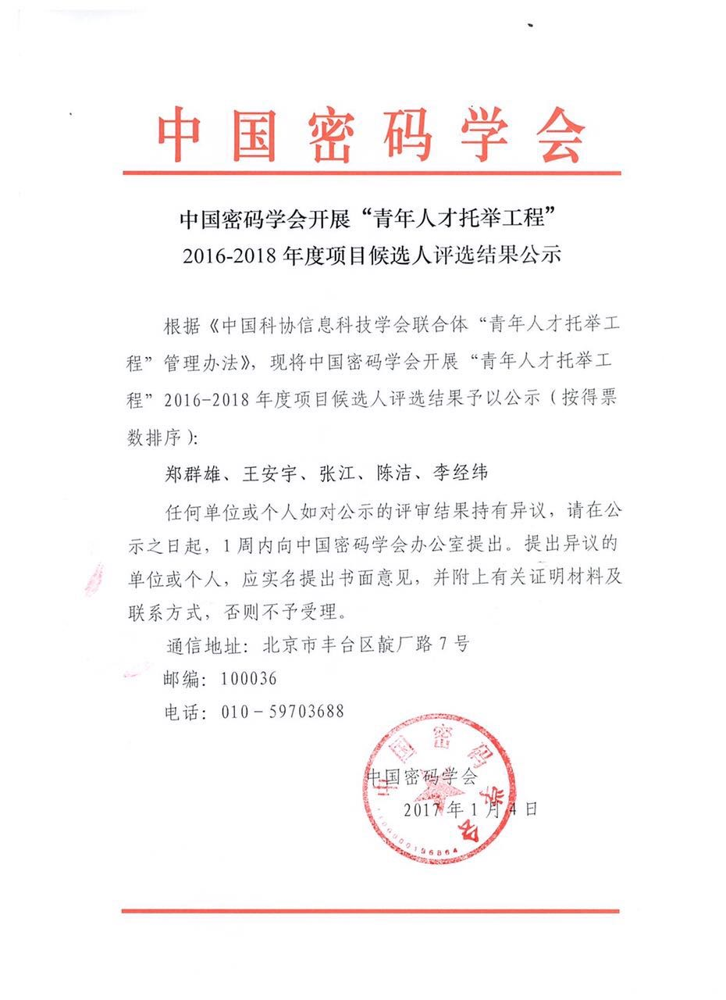 中国密码学会
中国密码学会开展“青年人才托举工程”
2016-2018 年度项目候选人评选结果公示
根据《中国科协信息科技学会联合体“青年人才托举工
程”管理办法》，现将中国密码学会开展“青年人才托举工
程”2016-2018 年度项目候选人评选结果予以公示（按得票
数排序）：
郑群雄、王安宇、张江、陈洁、李经纬
任何单位或个人如对公示的评审结果持有异议，请在公
示之日起，1 周内向中国密码学会办公室提出。提出异议的
单位或个人，应实名提出书面意见，并附上有关证明材料及
联系方式，否则不予受理。
通信地址：北京市丰台区靛厂路 7 号
邮编：100036
电话：010－59703688
中国密码学会
2017 年 1 月 4 日
中国密码学会